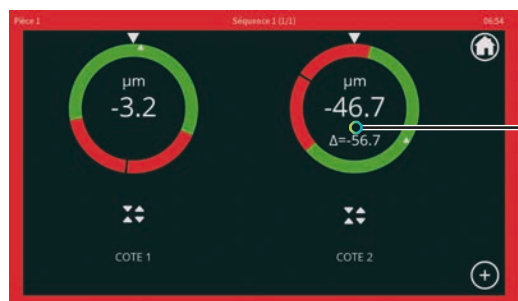 Pièce 1 Séquence 1 (1/1) 06:54
µm µm
-3.2 -46.7
Δ=-56.7
COTE 1 COTE 2